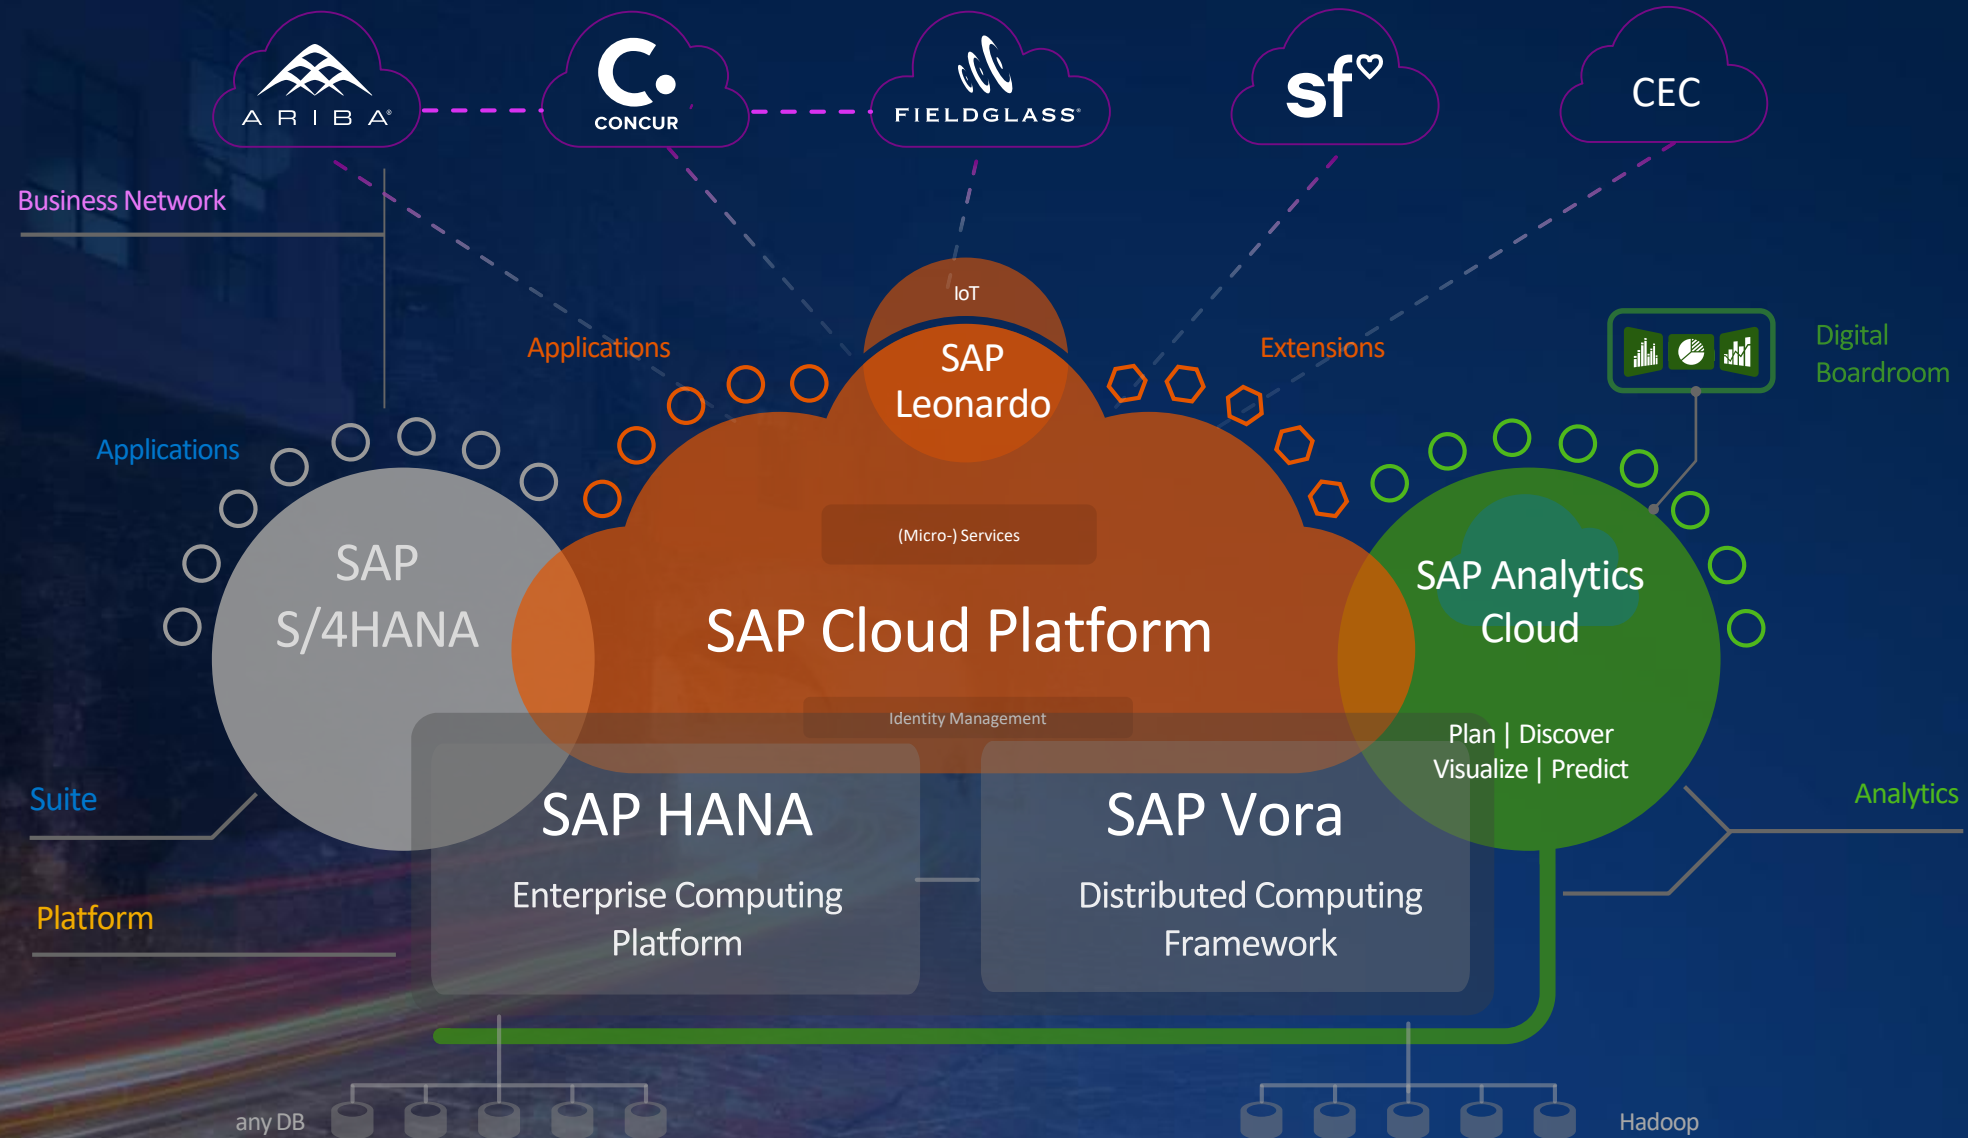 ARIBA®
CONCUR
FIELDGLASS®
sf
CEC
Business Network
IoT
Applications
SAP
Leonardo
Extensions
Digital
Boardroom
Applications
(Micro-) Services
SAP
S/4HANA
SAP Cloud Platform
SAP Analytics
Cloud
Identity Management
Plan | Discover
Visualize | Predict
Suite
SAP HANA
SAP Vora
Analytics
Enterprise Computing
Platform
Distributed Computing
Framework
Platform
any DB
Hadoop